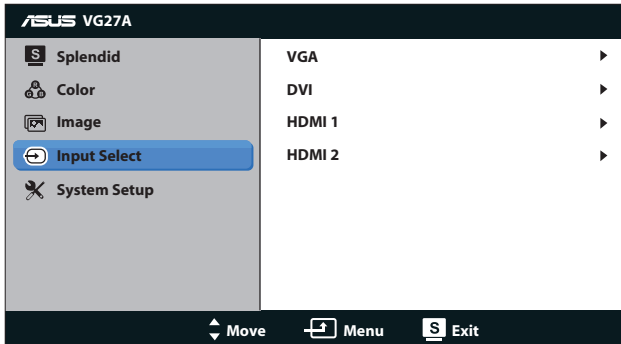 ASUS VG27A
S Splendid
R G B Color
Image
Input Select
System Setup
VGA
DVI
HDMI 1
HDMI 2
Move Menu S Exit